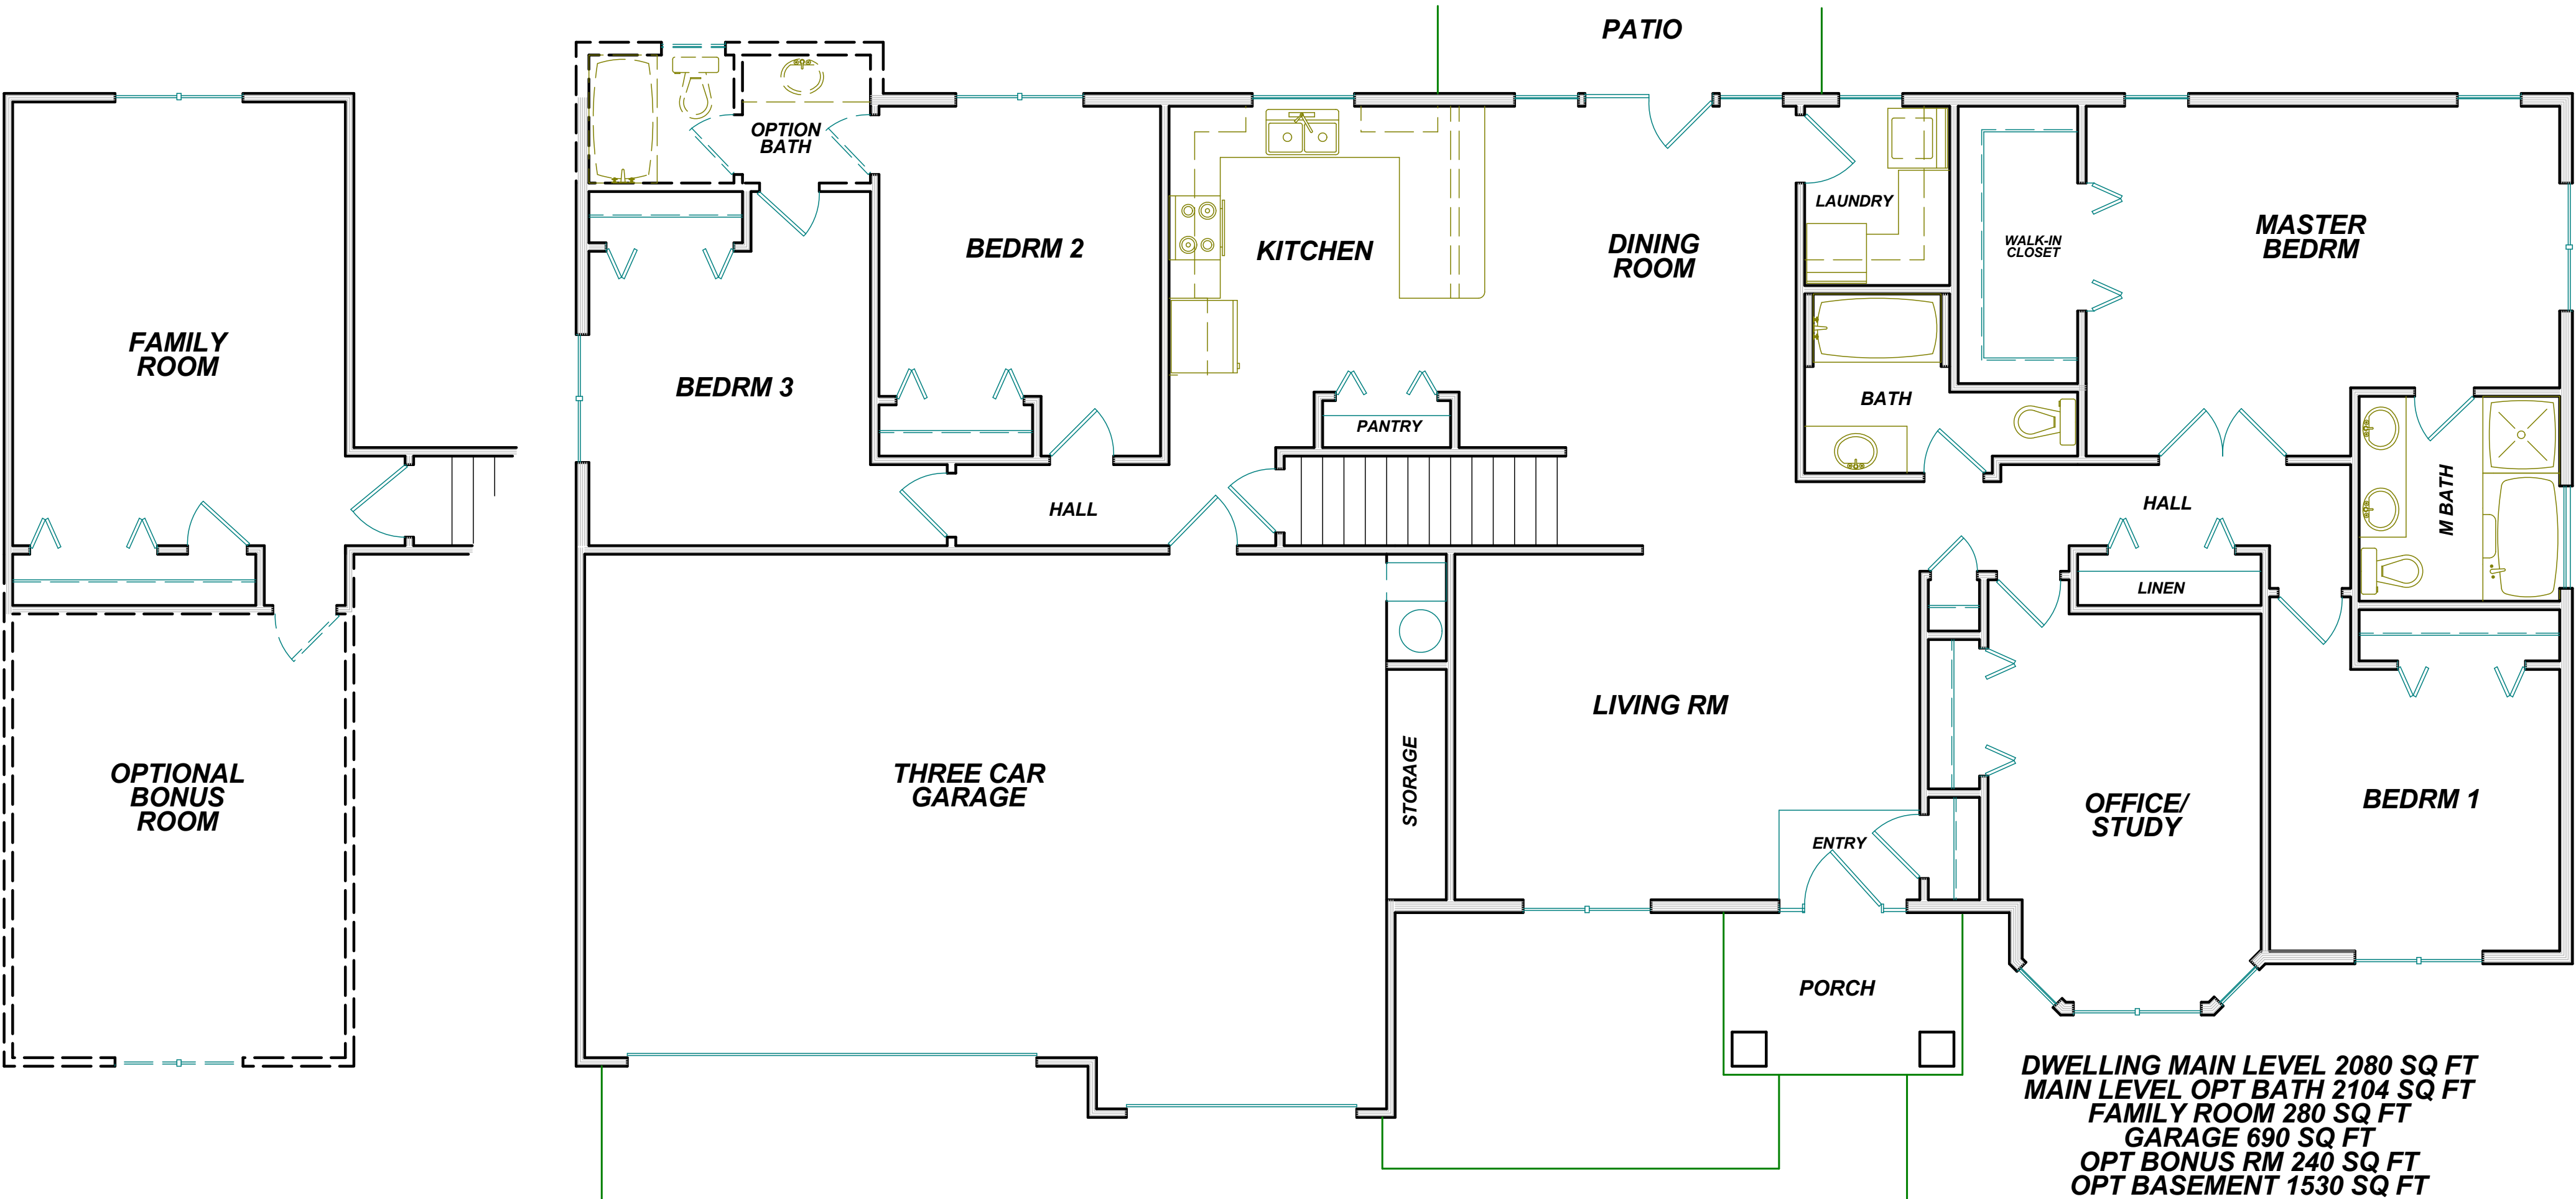 PATIO
OPTION
BATH
LAUNDRY
MASTER
BEDRM
WALK-IN
CLOSET
BEDRM 2
KITCHEN
DINING
ROOM
FAMILY
ROOM
BEDRM 3
BATH
PANTRY
HALL
HALL
M BATH
LINEN
LIVING RM
OPTIONAL
BONUS
ROOM
THREE CAR
GARAGE
STORAGE
ENTRY
OFFICE/
STUDY
BEDRM 1
PORCH
DWELLING MAIN LEVEL 2080 SQ FT
MAIN LEVEL OPT BATH 2104 SQ FT
FAMILY ROOM 280 SQ FT
GARAGE 690 SQ FT
OPT BONUS RM 240 SQ FT
OPT BASEMENT 1530 SQ FT